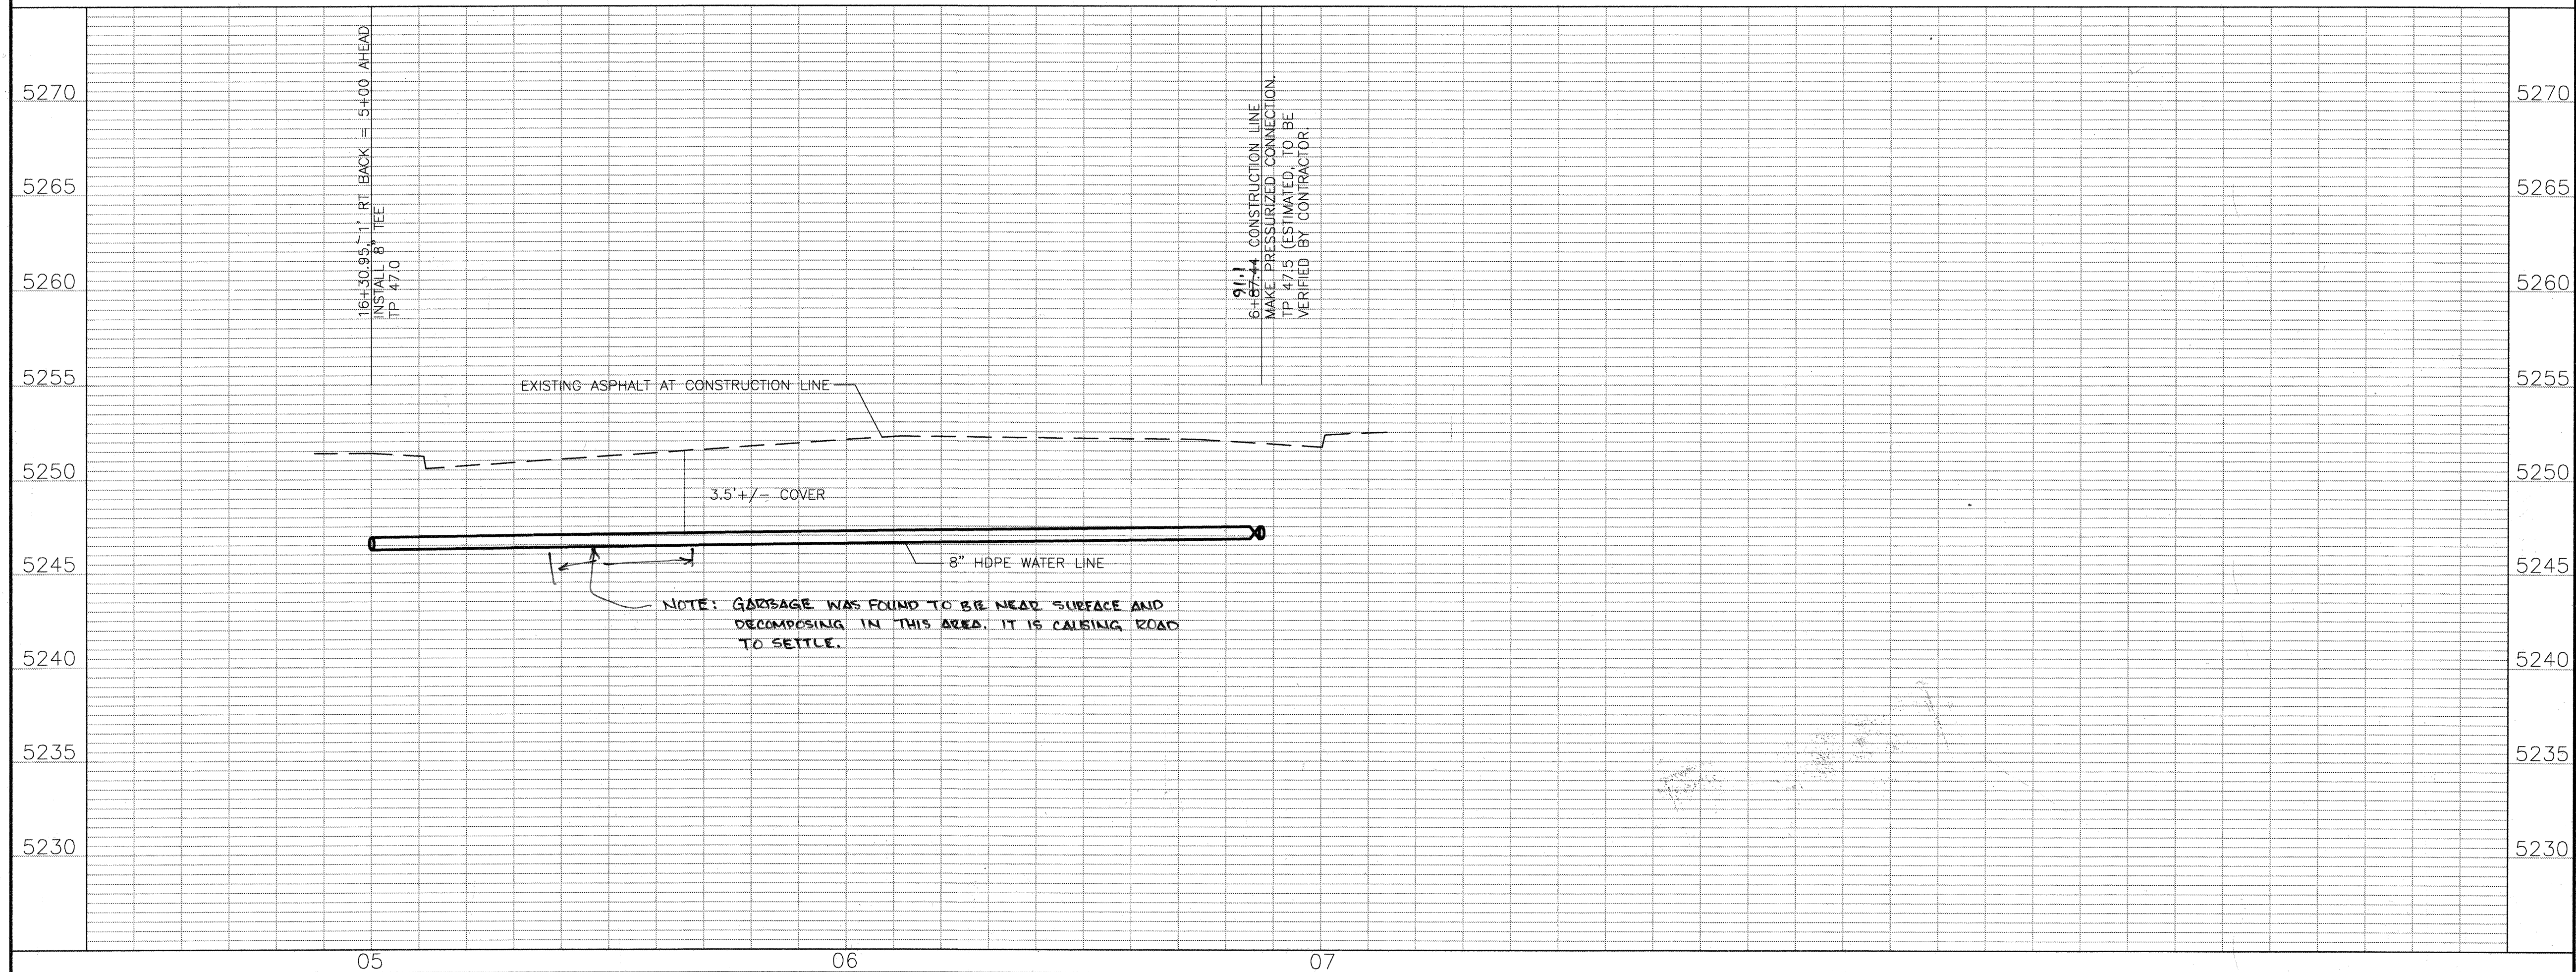 16+30.95, 1' RT BACK = 5+00 AHEAD
INSTALL 8" TEE
TP 47.0
91.1
6+87.44 CONSTRUCTION LINE
MAKE PRESSURIZED CONNECTION.
TP 47.5 (ESTIMATED, TO BE
VERIFIED BY CONTRACTOR.
5270
5270
5265
5265
5260
5260
5255
5255
EXISTING ASPHALT AT CONSTRUCTION LINE
5250
5250
3.5'+/- COVER
5245
5245
8" HDPE WATER LINE
NOTE: GARBAGE WAS FOUND TO BE NEAR SURFACE AND
DECOMPOSING IN THIS AREA. IT IS CAUSING ROAD
TO SETTLE.
5240
5240
5235
5235
5230
5230
05
06
07